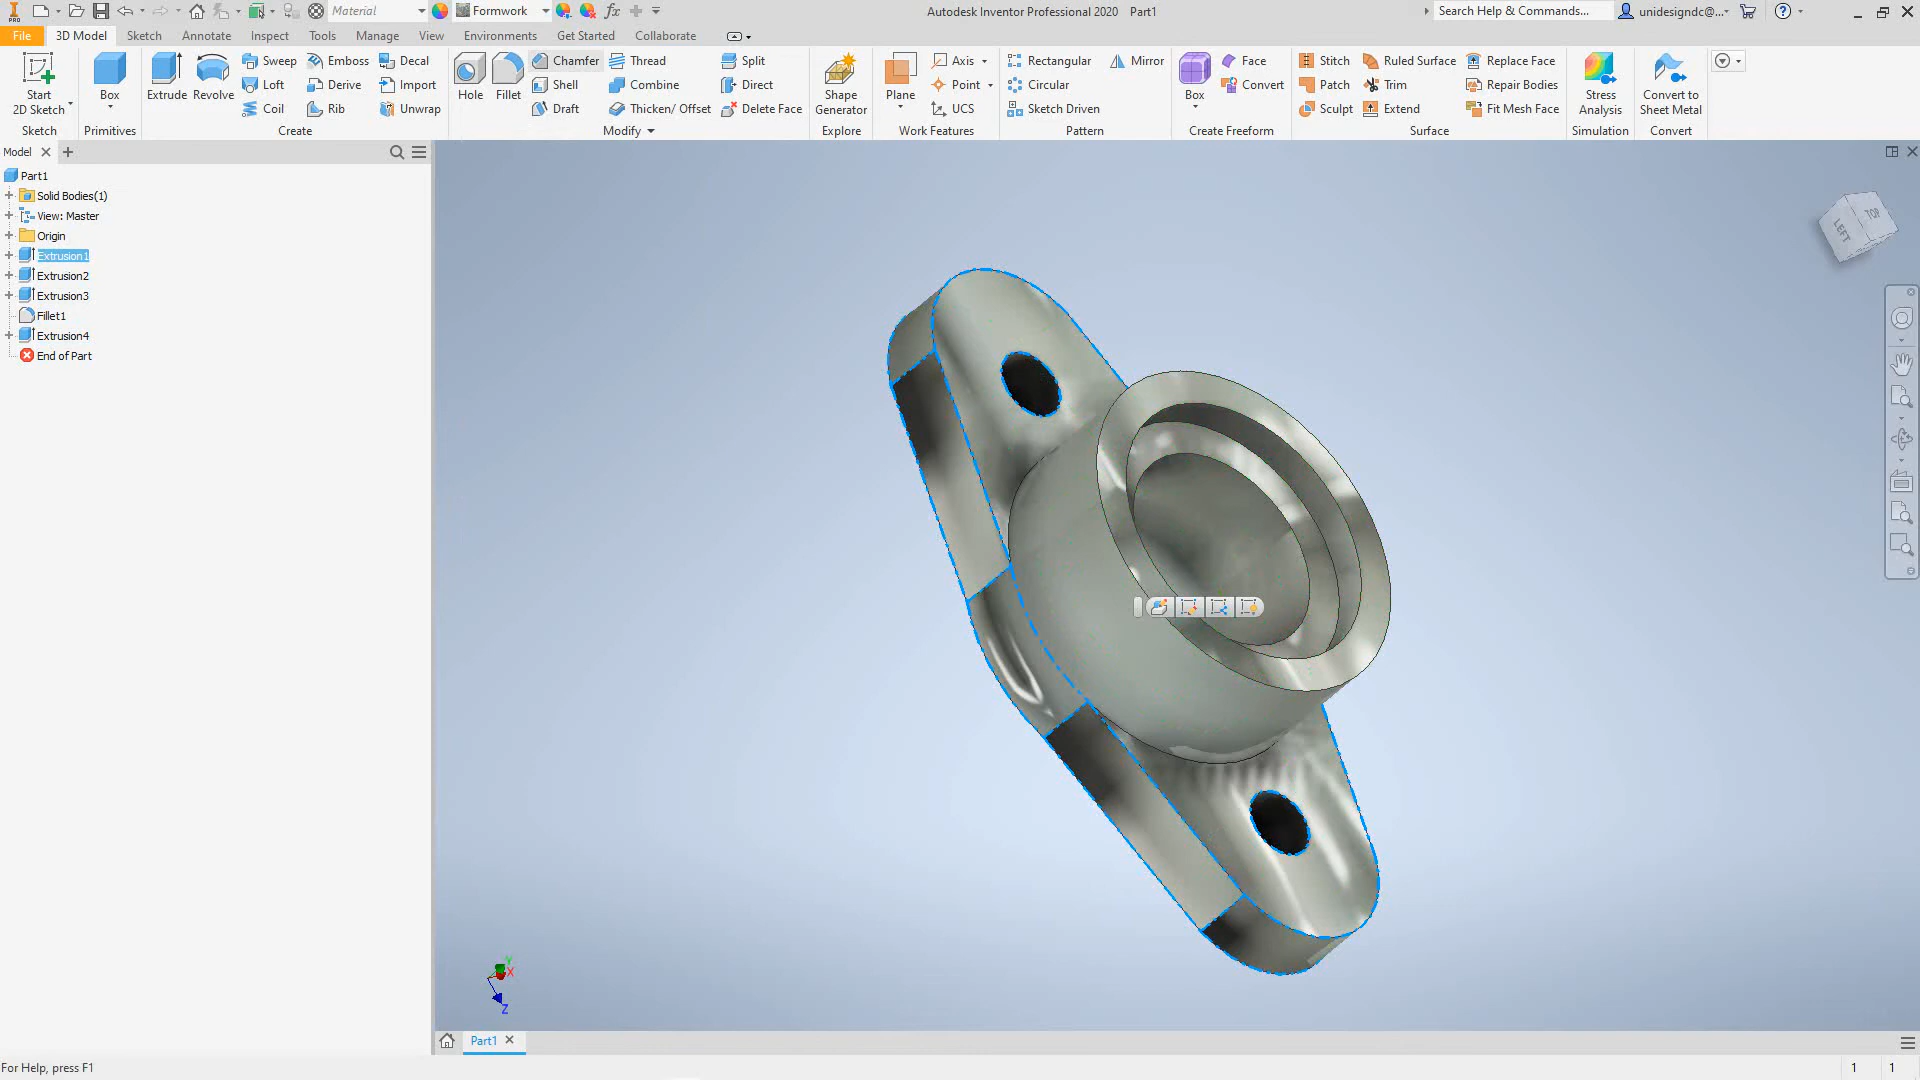 PRO Material Formwork fx Autodesk Inventor Professional 2020 Part1 Search Help & Commands... unidesigndc@...
File 3D Model Sketch Annotate Inspect Tools Manage View Environments Get Started Collaborate
Start 2D Sketch
Sketch
Box
Primitives
Extrude Revolve
Sweep Emboss Decal
Loft Derive Import
Coil Rib Unwrap
Create
Hole Fillet
Chamfer Thread Split
Shell Combine Direct
Draft Thicken/ Offset Delete Face
Modify
Shape Generator
Explore
Plane
Axis
Point
UCS
Work Features
Rectangular Mirror
Circular
Sketch Driven
Pattern
Box
Face
Convert
Create Freeform
Stitch Ruled Surface Replace Face
Patch Trim Repair Bodies
Sculpt Extend Fit Mesh Face
Surface
Stress Analysis
Simulation
Convert to Sheet Metal
Convert
Model
Part1
Solid Bodies(1)
View: Master
Origin
Extrusion1
Extrusion2
Extrusion3
Fillet1
Extrusion4
End of Part
LEFT TOP
Y
X
Z
Part1
For Help, press F1
1 1